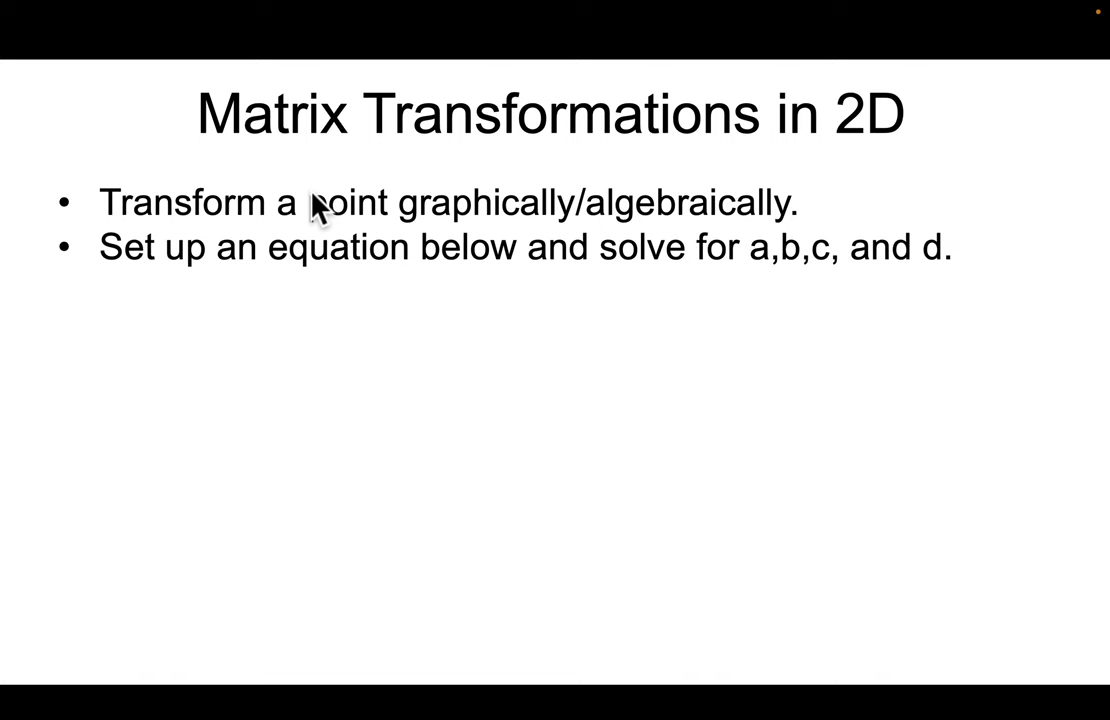 Matrix Transformations in 2D
• Transform a point graphically/algebraically.
• Set up an equation below and solve for a,b,c, and d.